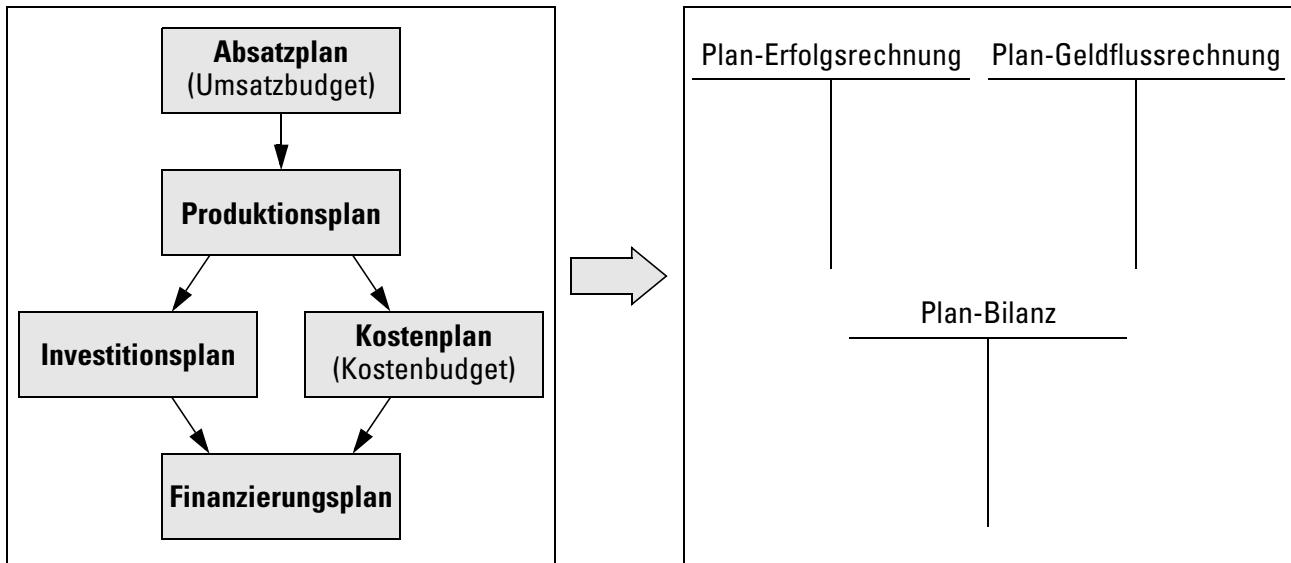 Absatzplan
(Umsatzbudget)
Produktionsplan
Investitionsplan
Kostenplan
(Kostenbudget)
Finanzierungsplan
Plan-Erfolgsrechnung
Plan-Geldflussrechnung
Plan-Bilanz